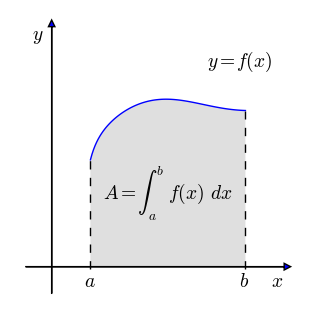 y
y = f(x)
A = ∫_a^b f(x) dx
a b x